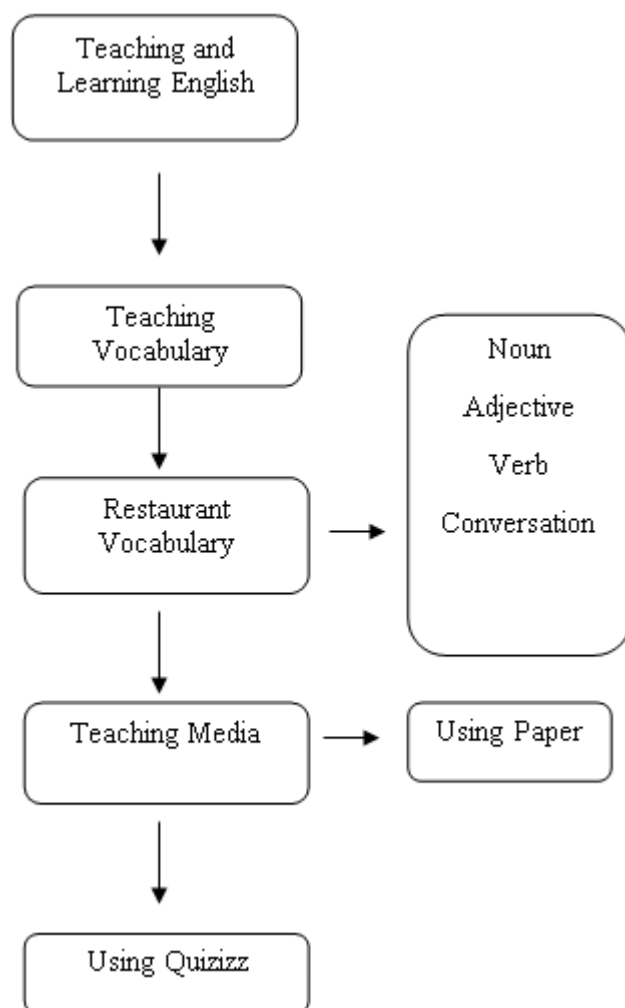 Teaching and
Learning English
Teaching
Vocabulary
Restaurant
Vocabulary
Noun
Adjective
Verb
Conversation
Teaching Media
Using Paper
Using Quizizz